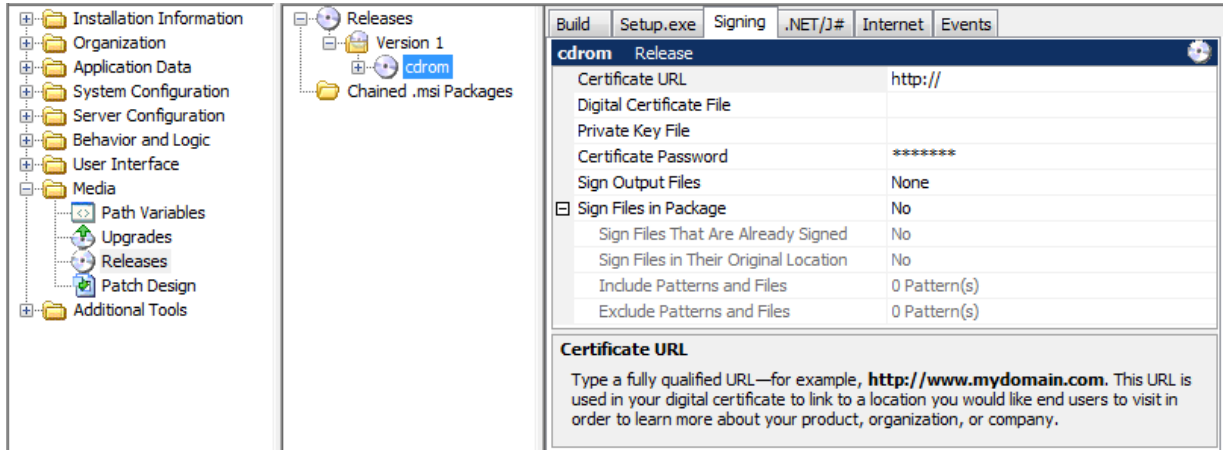 Installation Information
Organization
Application Data
System Configuration
Server Configuration
Behavior and Logic
User Interface
Media
Path Variables
Upgrades
Releases
Patch Design
Additional Tools
Releases
Version 1
cdrom
Chained .msi Packages
Build Setup.exe Signing .NET/J# Internet Events
cdrom Release
Certificate URL http://
Digital Certificate File
Private Key File
Certificate Password *******
Sign Output Files None
Sign Files in Package No
Sign Files That Are Already Signed No
Sign Files in Their Original Location No
Include Patterns and Files 0 Pattern(s)
Exclude Patterns and Files 0 Pattern(s)
Certificate URL
Type a fully qualified URL—for example, http://www.mydomain.com. This URL is
used in your digital certificate to link to a location you would like end users to visit in
order to learn more about your product, organization, or company.